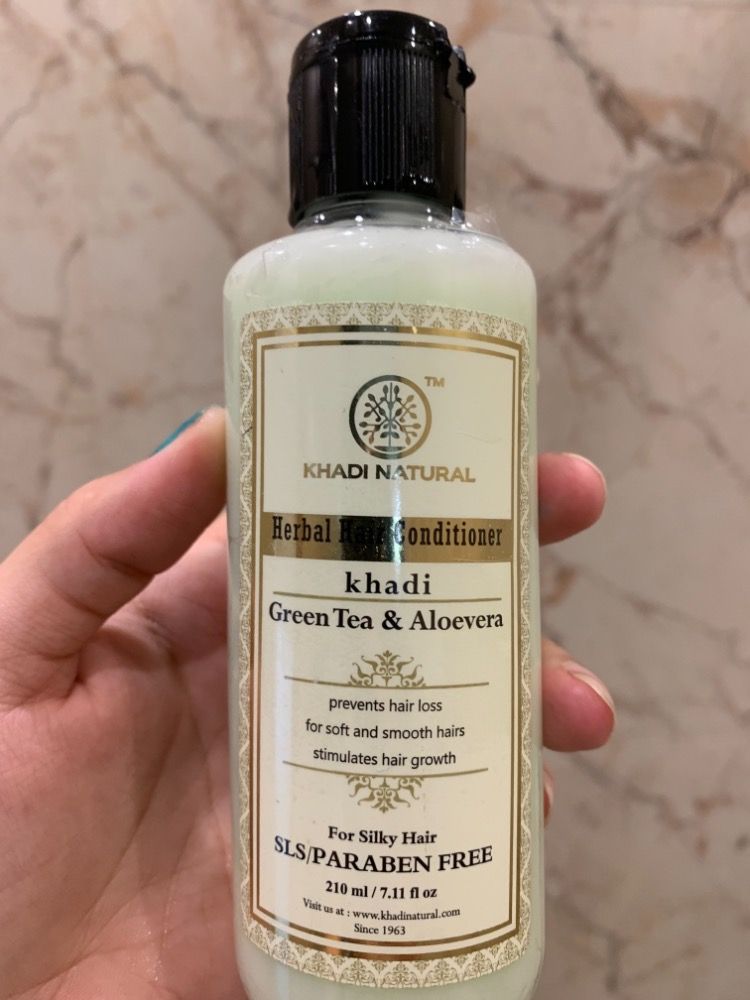 TM
KHADI NATURAL
Herbal Hair Conditioner
khadi
Green Tea & Aloevera
prevents hair loss
for soft and smooth hairs
stimulates hair growth
For Silky Hair
SLS/PARABEN FREE
210 ml / 7.11 fl oz
Visit us at : www.khadinatural.com
Since 1963